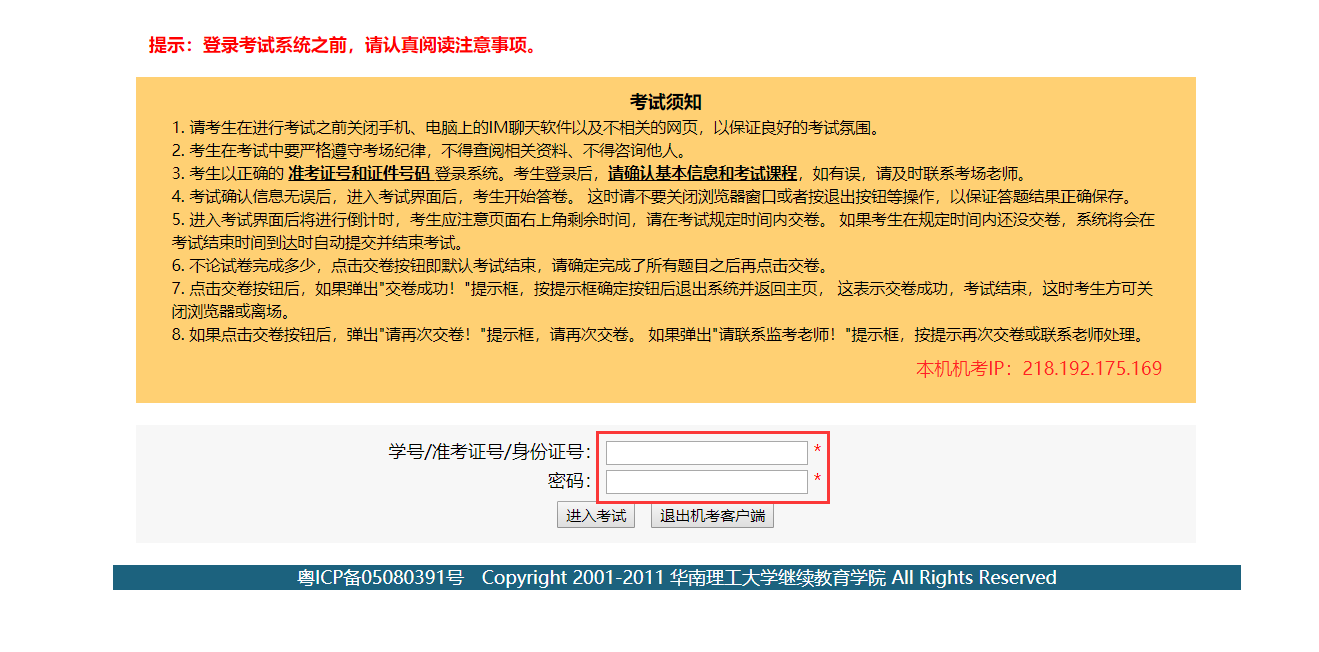 提示：登录考试系统之前，请认真阅读注意事项。
考试须知
1. 请考生在进行考试之前关闭手机、电脑上的IM聊天软件以及不相关的网页，以保证良好的考试氛围。
2. 考生在考试中要严格遵守考场纪律，不得查阅相关资料、不得咨询他人。
3. 考生以正确的 准考证号和证件号码 登录系统。考生登录后，请确认基本信息和考试课程，如有误，请及时联系考场老师。
4. 考试确认信息无误后，进入考试界面后，考生开始答卷。 这时请不要关闭浏览器窗口或者按退出按钮等操作，以保证答题结果正确保存。
5. 进入考试界面后将进行倒计时，考生应注意页面右上角剩余时间，请在考试规定时间内交卷。 如果考生在规定时间内还没交卷，系统将会在
考试结束时间到达时自动提交并结束考试。
6. 不论试卷完成多少，点击交卷按钮即默认考试结束，请确定完成了所有题目之后再点击交卷。
7. 点击交卷按钮后，如果弹出"交卷成功！"提示框，按提示框确定按钮后退出系统并返回主页， 这表示交卷成功，考试结束，这时考生方可关
闭浏览器或离场。
8. 如果点击交卷按钮后，弹出"请再次交卷！"提示框，请再次交卷。 如果弹出"请联系监考老师！"提示框，按提示再次交卷或联系老师处理。
本机机考IP：218.192.175.169
学号/准考证号/身份证号： *
密码： *
进入考试 退出机考客户端
粤ICP备05080391号 Copyright 2001-2011 华南理工大学继续教育学院 All Rights Reserved